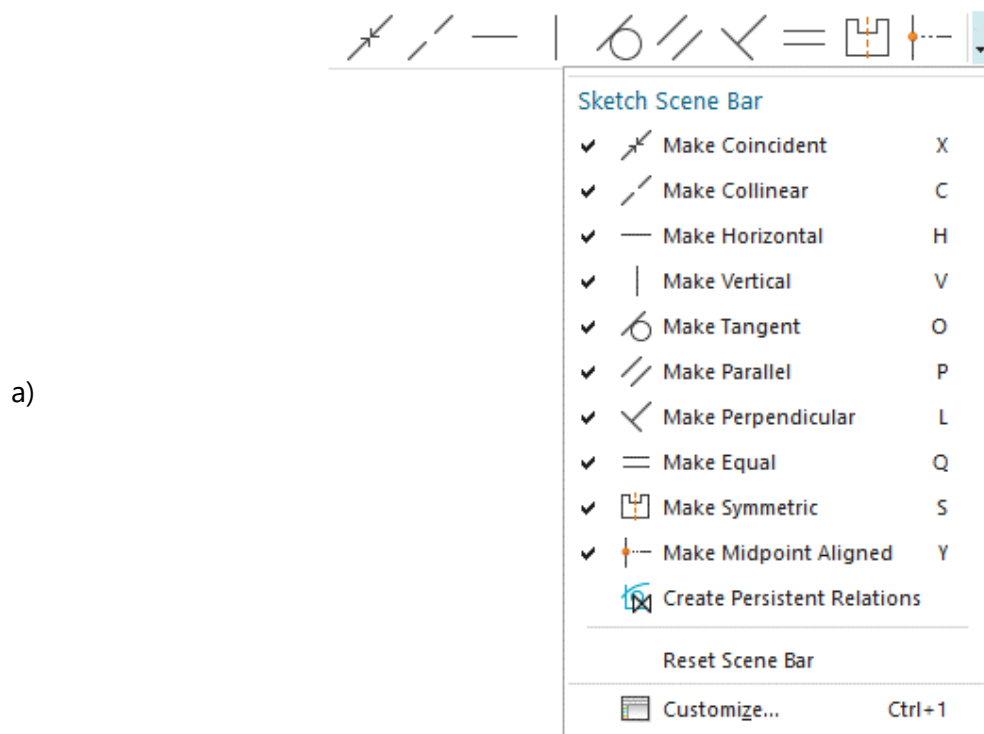 Sketch Scene Bar
Make Coincident X
Make Collinear C
Make Horizontal H
Make Vertical V
Make Tangent O
Make Parallel P
a)
Make Perpendicular L
Make Equal Q
Make Symmetric S
Make Midpoint Aligned Y
Create Persistent Relations
Reset Scene Bar
Customize... Ctrl+1